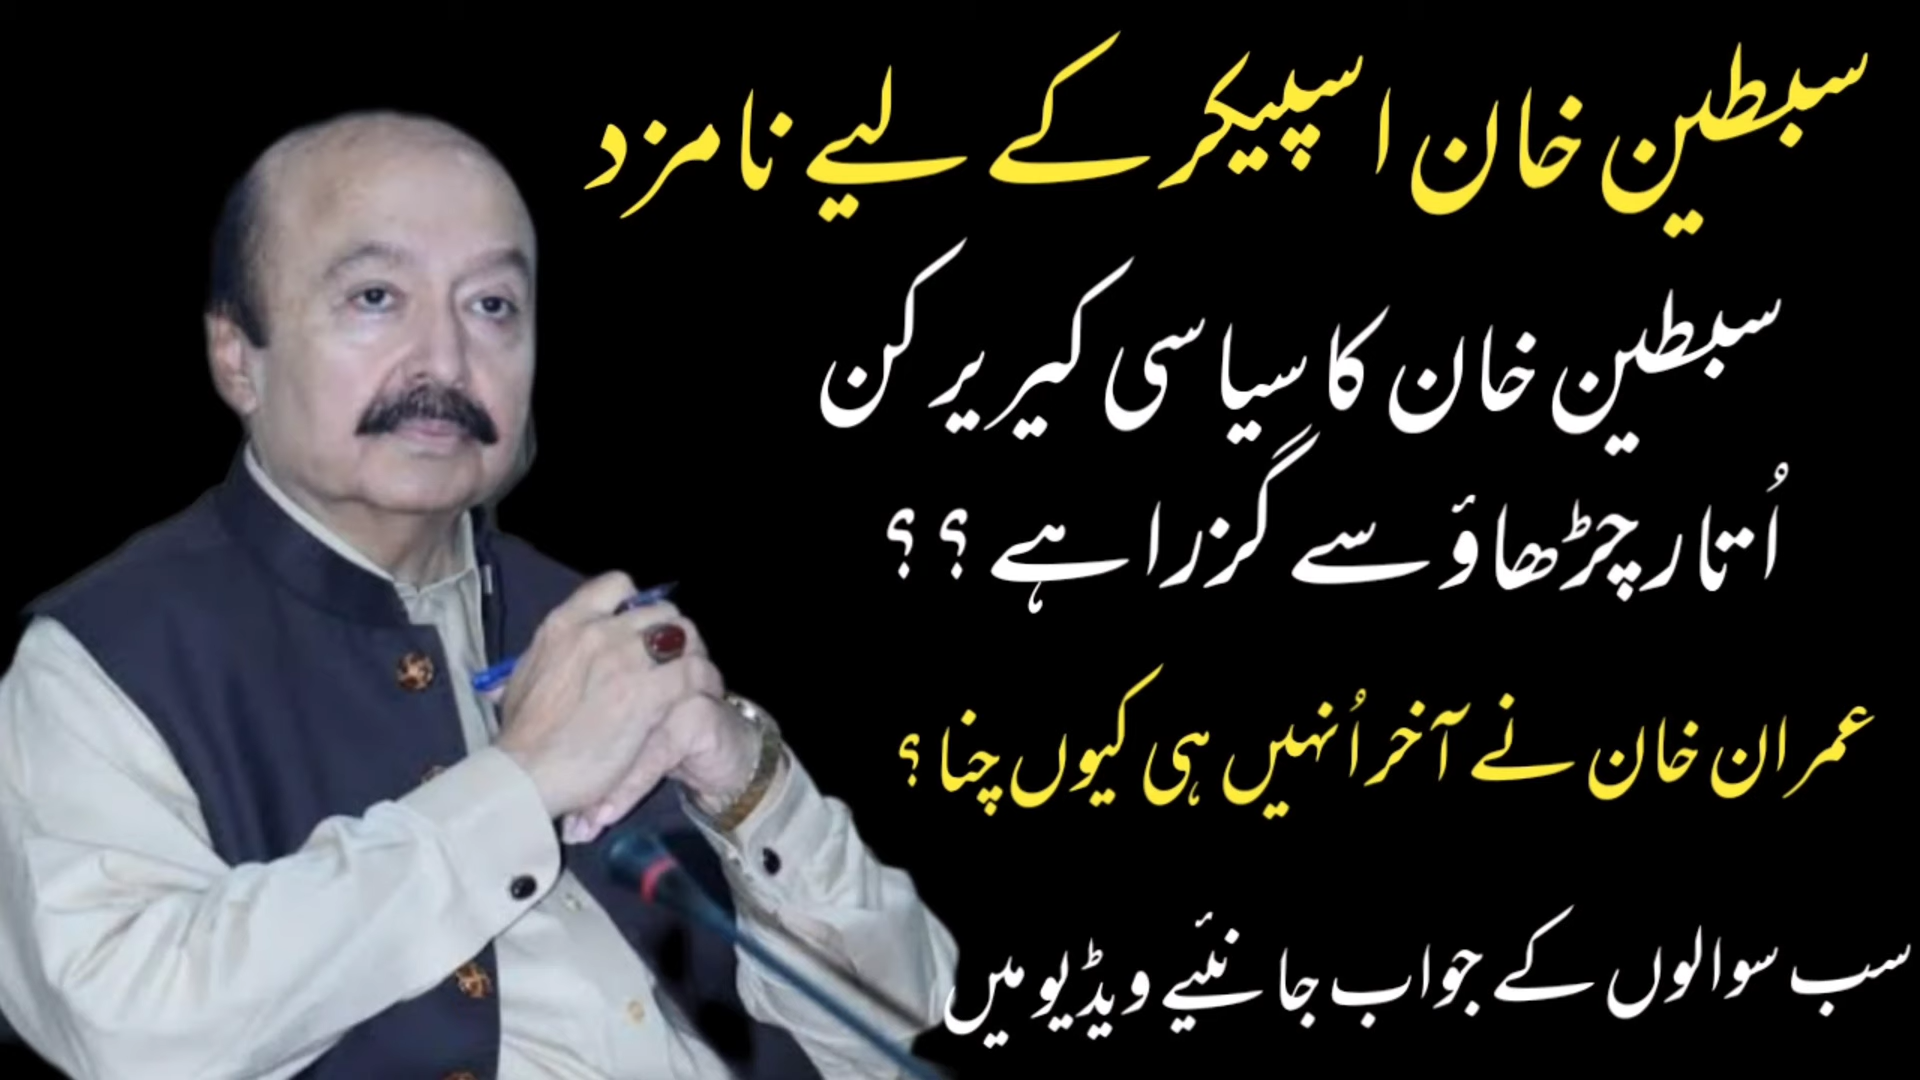 سبطین خان اسپیکر کے لیے نامزد
سبطین خان کا سیاسی کیریر کن
اُتار چڑھاؤ سے گزرا ہے ؟؟
عمران خان نے آخر اُنہیں ہی کیوں چنا ؟
سب سوالوں کے جواب جانئیے ویڈیو میں